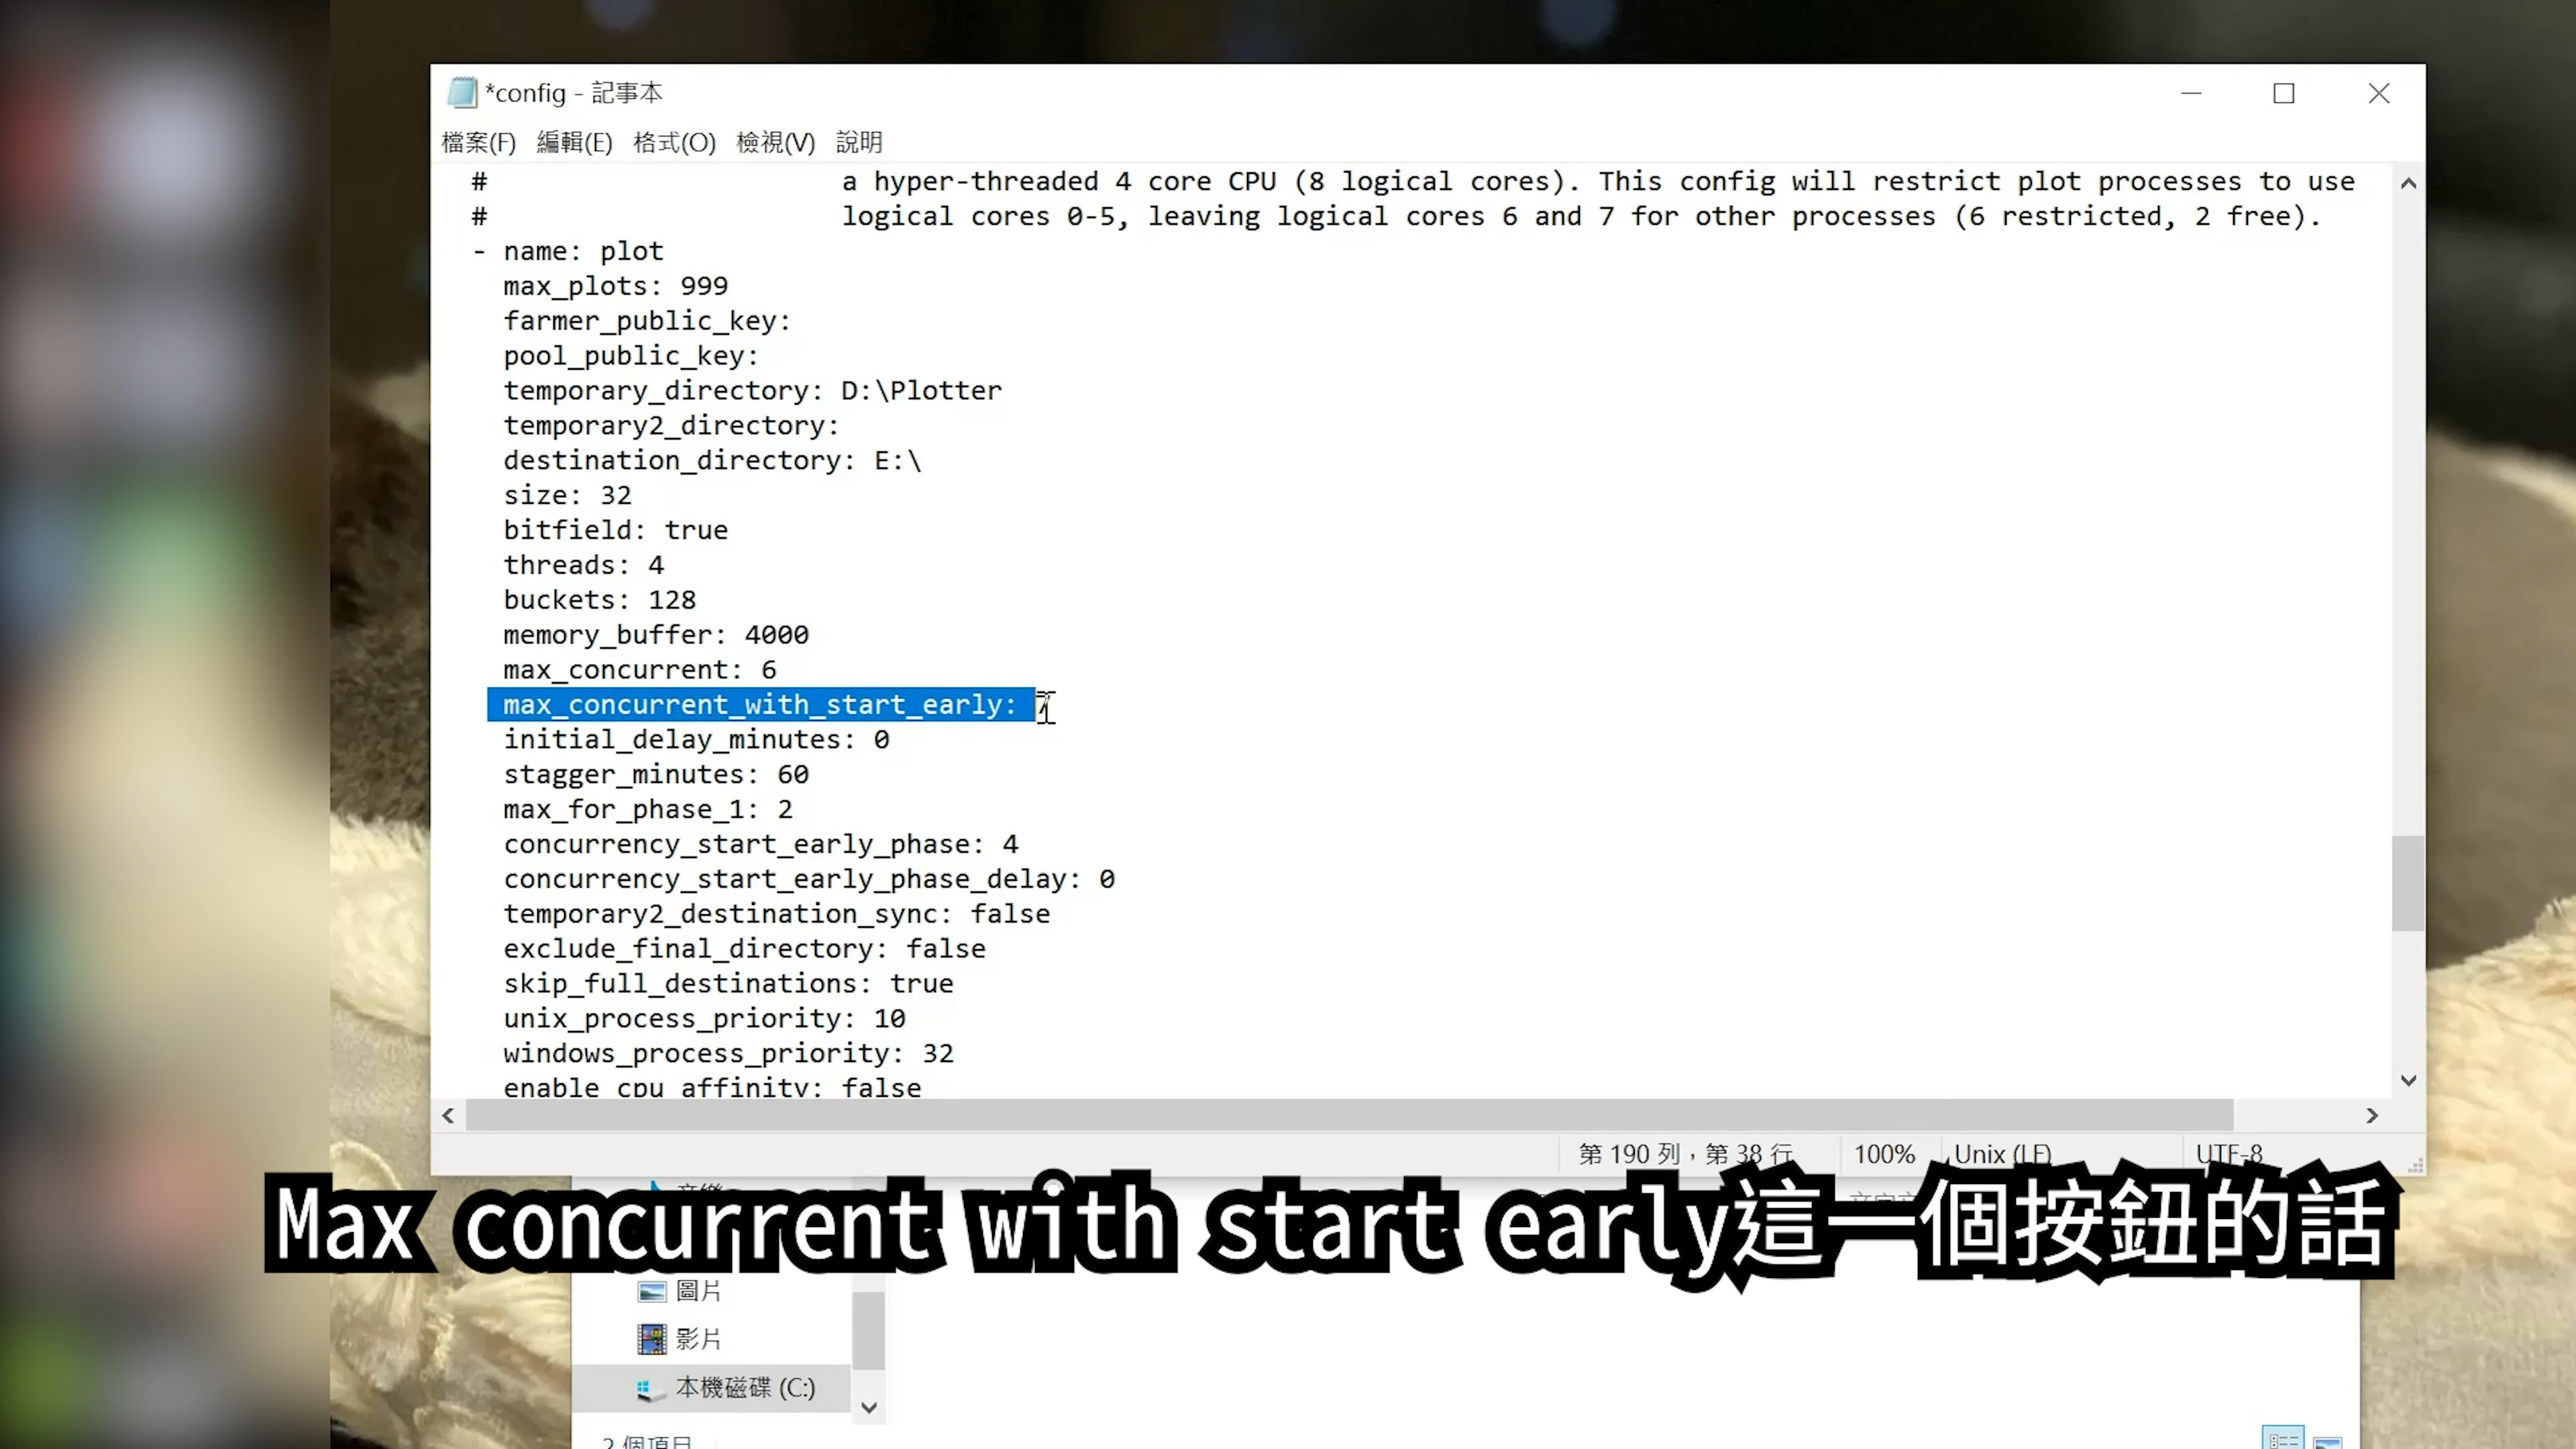 *config - 記事本
檔案(F) 編輯(E) 格式(O) 檢視(V) 說明
# a hyper-threaded 4 core CPU (8 logical cores). This config will restrict plot processes to use
# logical cores 0-5, leaving logical cores 6 and 7 for other processes (6 restricted, 2 free).
- name: plot
max_plots: 999
farmer_public_key:
pool_public_key:
temporary_directory: D:\Plotter
temporary2_directory:
destination_directory: E:\
size: 32
bitfield: true
threads: 4
buckets: 128
memory_buffer: 4000
max_concurrent: 6
max_concurrent_with_start_early: 7
initial_delay_minutes: 0
stagger_minutes: 60
max_for_phase_1: 2
concurrency_start_early_phase: 4
concurrency_start_early_phase_delay: 0
temporary2_destination_sync: false
exclude_final_directory: false
skip_full_destinations: true
unix_process_priority: 10
windows_process_priority: 32
enable_cpu_affinity: false
第 190 列，第 38 行 100% Unix (LF) UTF-8
Max concurrent with start early這一個按鈕的話
圖片
影片
本機磁碟 (C:)
2 個項目